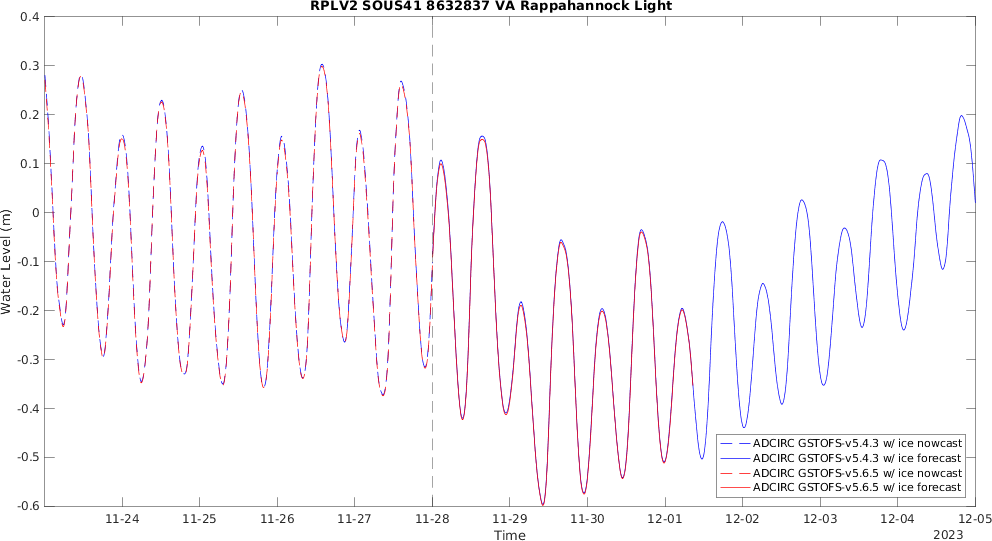 RPLV2 SOUS41 8632837 VA Rappahannock Light
0.4
0.3
0.2
0.1
0
-0.1
-0.2
-0.3
-0.4
-0.5
-0.6
Water Level (m)
ADCIRC GSTOFS-v5.4.3 w/ ice nowcast
ADCIRC GSTOFS-v5.4.3 w/ ice forecast
ADCIRC GSTOFS-v5.6.5 w/ ice nowcast
ADCIRC GSTOFS-v5.6.5 w/ ice forecast
11-24 11-25 11-26 11-27 11-28 11-29 11-30 12-01 12-02 12-03 12-04 12-05
Time
2023